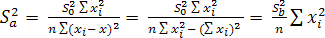 $S_a^2 = \frac{S_0^2 \sum x_i^2}{n \sum (x_i - x)^2} = \frac{S_0^2 \sum x_i^2}{n \sum x_i^2 - (\sum x_i)^2} = \frac{S_b^2}{n} \sum x_i^2$